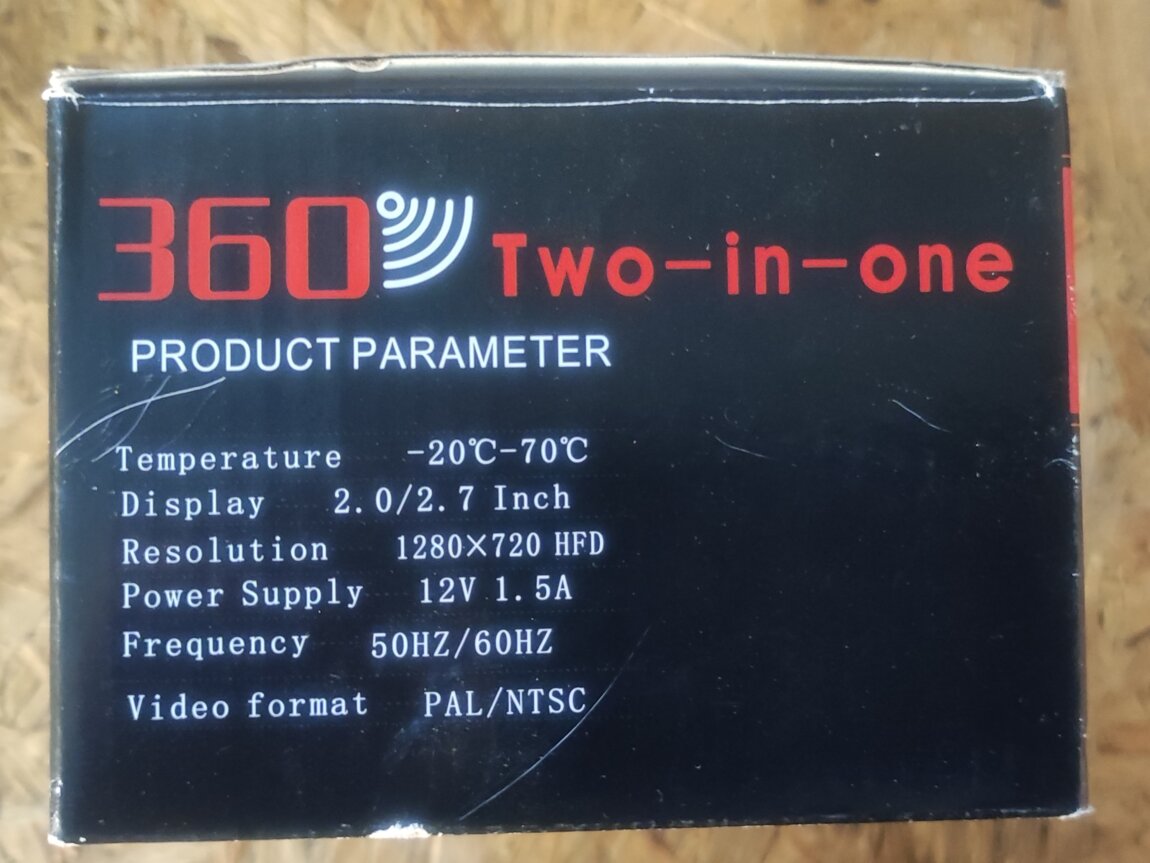 360 Two-in-one
PRODUCT PARAMETER
Temperature -20℃-70℃
Display 2.0/2.7 Inch
Resolution 1280×720 HFD
Power Supply 12V 1.5A
Frequency 50HZ/60HZ
Video format PAL/NTSC